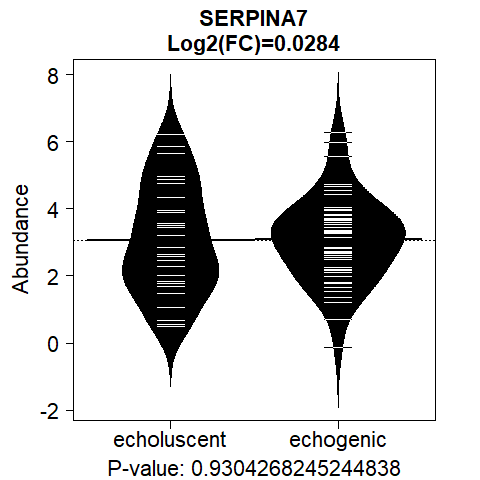 SERPINA7
Log2(FC)=0.0284
8
6
4
2
0
-2
Abundance
echoluscent echogenic
P-value: 0.9304268245244838